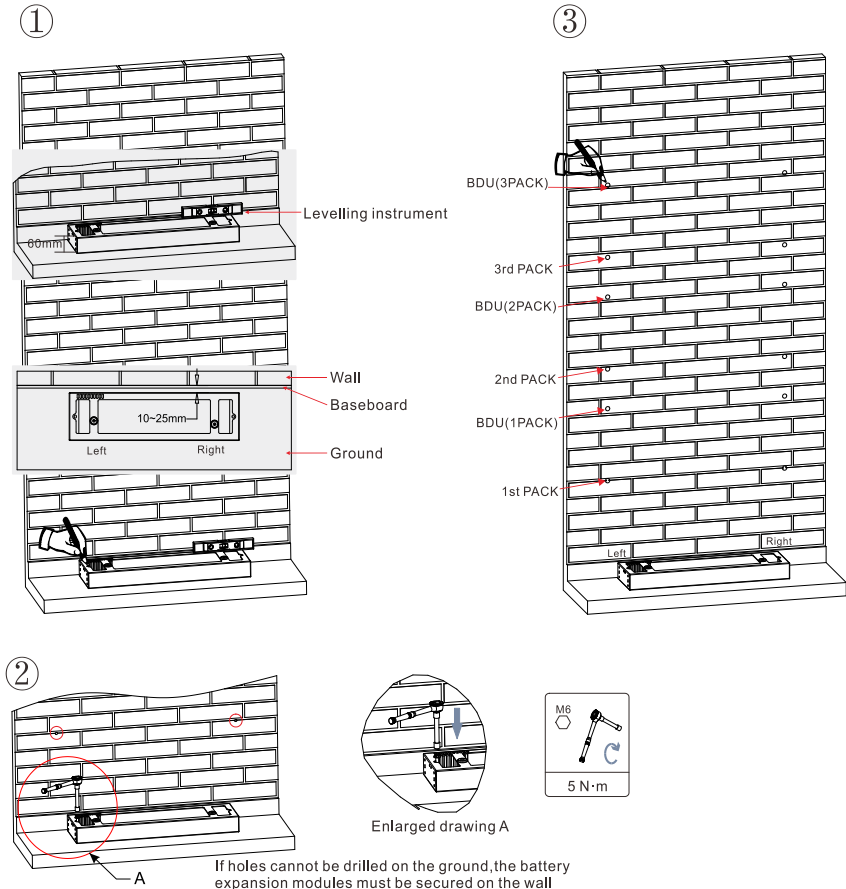 ①
Levelling instrument
60mm
Wall
Baseboard
10~25mm
Left Right
Ground
③
BDU(3PACK)
3rd PACK
BDU(2PACK)
2nd PACK
BDU(1PACK)
1st PACK
Left Right
②
A
Enlarged drawing A
M6
5 N·m
If holes cannot be drilled on the ground,the battery
expansion modules must be secured on the wall